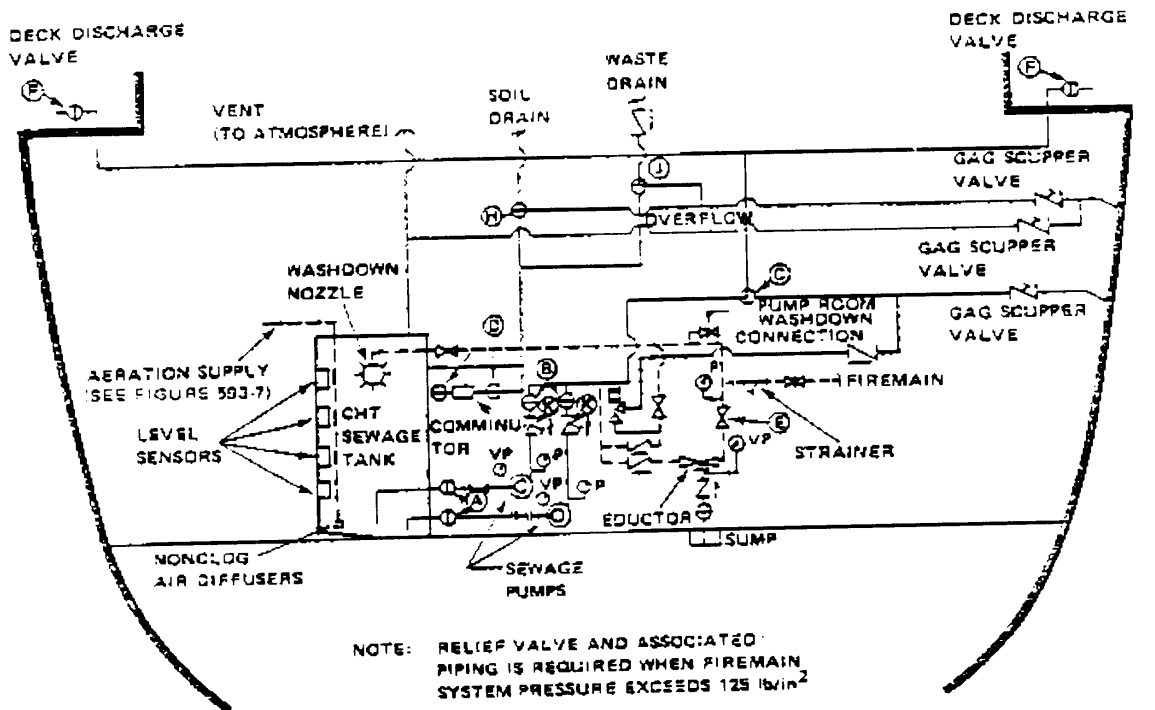 DECK DISCHARGE
VALVE
F
VENT
(TO ATMOSPHERE)
SOIL
DRAIN
WASTE
DRAIN
DECK DISCHARGE
VALVE
F
J
H
OVERFLOW
GAG SCUPPER
VALVE
GAG SCUPPER
VALVE
WASHDOWN
NOZZLE
C
PUMP ROOM
WASHDOWN
CONNECTION
GAG SCUPPER
VALVE
D
AERATION SUPPLY
(SEE FIGURE 593-7)
B
P
FIREMAIN
LEVEL
SENSORS
CHT
SEWAGE
TANK
COMMINU
TOR
E
VP
STRAINER
VP
P
VP
P
A
EDUCTOR
SUMP
NONCLOG
AIR DIFFUSERS
SEWAGE
PUMPS
NOTE: RELIEF VALVE AND ASSOCIATED
PIPING IS REQUIRED WHEN FIREMAIN
SYSTEM PRESSURE EXCEEDS 125 lb/in²